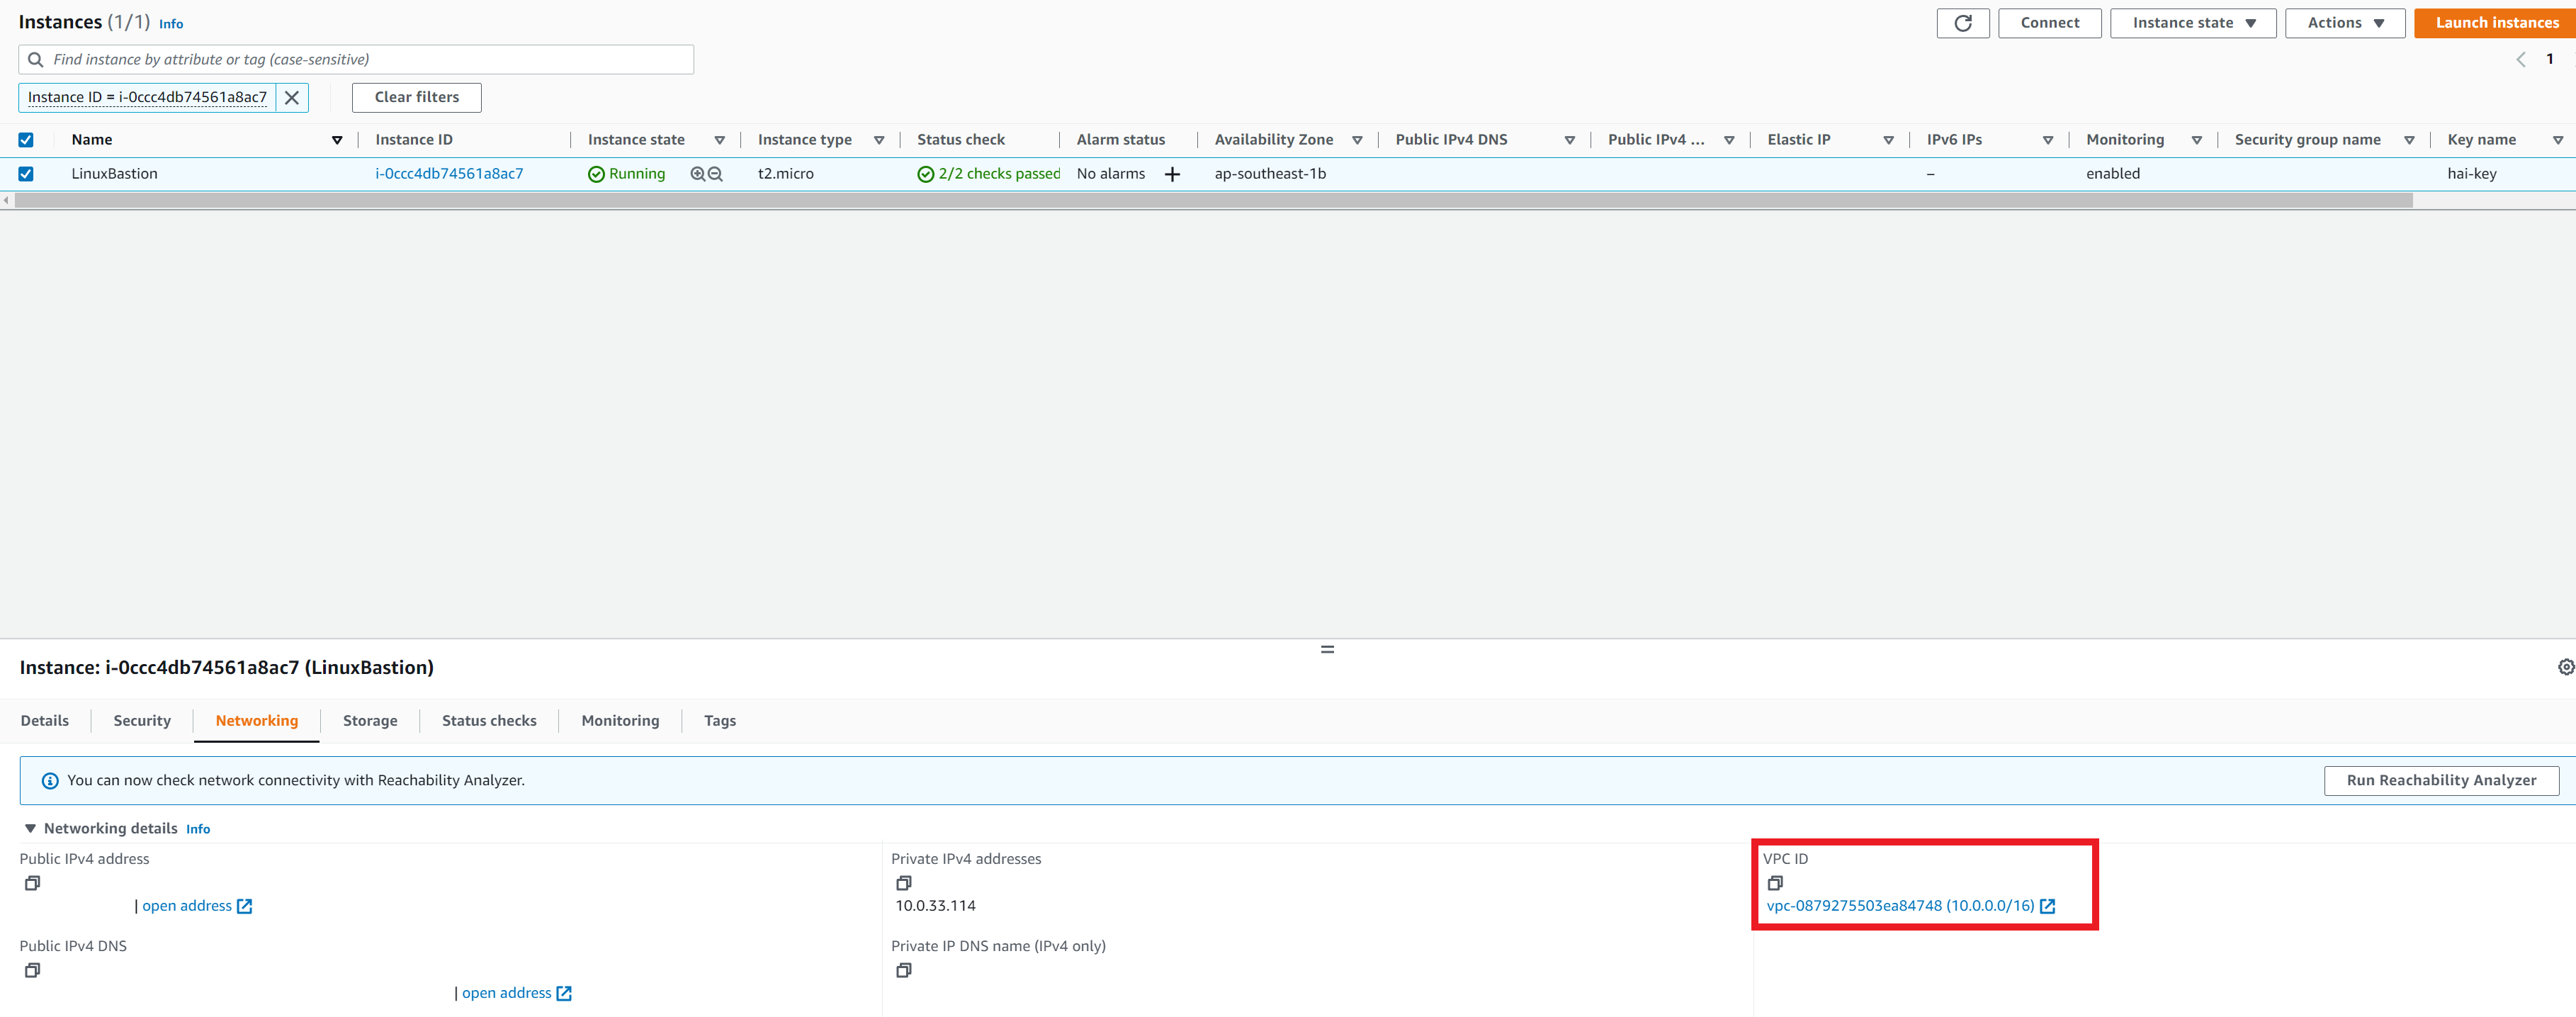 Instances (1/1) Info
Connect
Instance state
Actions
Launch instances
Find instance by attribute or tag (case-sensitive)
1
Instance ID = i-0ccc4db74561a8ac7
Clear filters
Name Instance ID Instance state Instance type Status check Alarm status Availability Zone Public IPv4 DNS Public IPv4 ... Elastic IP IPv6 IPs Monitoring Security group name Key name
LinuxBastion i-0ccc4db74561a8ac7 Running t2.micro 2/2 checks passed No alarms + ap-southeast-1b – enabled hai-key
Instance: i-0ccc4db74561a8ac7 (LinuxBastion)
Details Security Networking Storage Status checks Monitoring Tags
You can now check network connectivity with Reachability Analyzer.
Run Reachability Analyzer
Networking details Info
Public IPv4 address
| open address
Private IPv4 addresses
10.0.33.114
VPC ID
vpc-0879275503ea84748 (10.0.0.0/16)
Public IPv4 DNS
| open address
Private IP DNS name (IPv4 only)